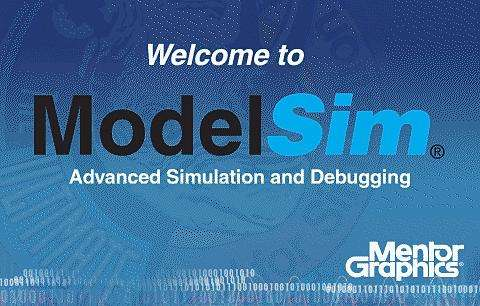 Welcome to
ModelSim®
Advanced Simulation and Debugging
Mentor
Graphics®